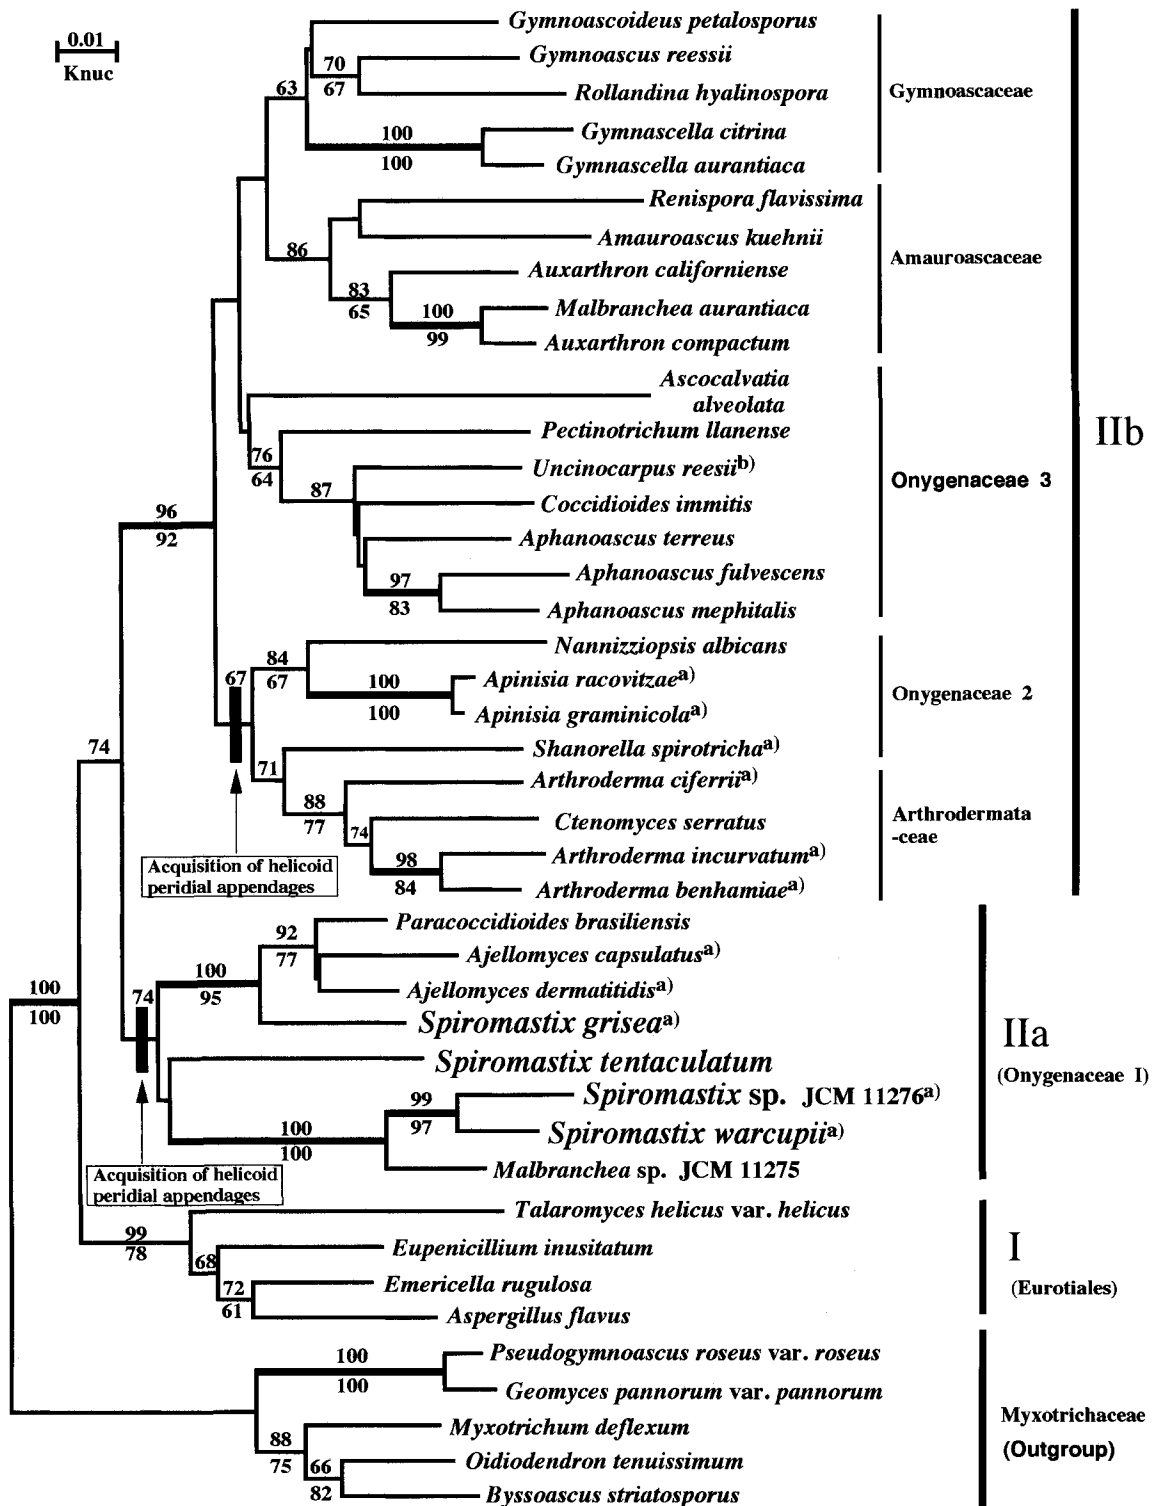 0.01
Knuc
Gymnoascoideus petalosporus
Gymnoascus reessii
70
67
Rollandina hyalinospora
63
Gymnascella citrina
100
100
Gymnascella aurantiaca
Gymnoascaceae
Renispora flavissima
Amauroascus kuehnii
86
Auxarthron californiense
83
65
Malbranchea aurantiaca
100
99
Auxarthron compactum
Amauroascaceae
Ascocalvatia
alveolata
Pectinotrichum llanense
76
64
Uncinocarpus reesii b)
87
Coccidioides immitis
Aphanoascus terreus
Aphanoascus fulvescens
97
83
Aphanoascus mephitalis
Onygenaceae 3
IIb
96
92
Nannizziopsis albicans
84
67
67
Apinisia racovitzae a)
100
100
Apinisia graminicola a)
Onygenaceae 2
Shanorella spirotricha a)
71
Arthroderma ciferrii a)
88
77
Ctenomyces serratus
74
Arthroderma incurvatum a)
98
84
Arthroderma benhamiae a)
Arthrodermata
-ceae
74
Acquisition of helicoid
peridial appendages
Paracoccidioides brasiliensis
92
77
Ajellomyces capsulatus a)
100
95
Ajellomyces dermatitidis a)
100
100
74
Spiromastix grisea a)
Spiromastix tentaculatum
Spiromastix sp. JCM 11276 a)
99
97
Spiromastix warcupii a)
100
100
Malbranchea sp. JCM 11275
IIa
(Onygenaceae I)
Acquisition of helicoid
peridial appendages
Talaromyces helicus var. helicus
99
78
Eupenicillium inusitatum
68
Emericella rugulosa
72
61
Aspergillus flavus
I
(Eurotiales)
Pseudogymnoascus roseus var. roseus
100
100
Geomyces pannorum var. pannorum
Myxotrichum deflexum
88
75
Oidiodendron tenuissimum
66
82
Byssoascus striatosporus
Myxotrichaceae
(Outgroup)